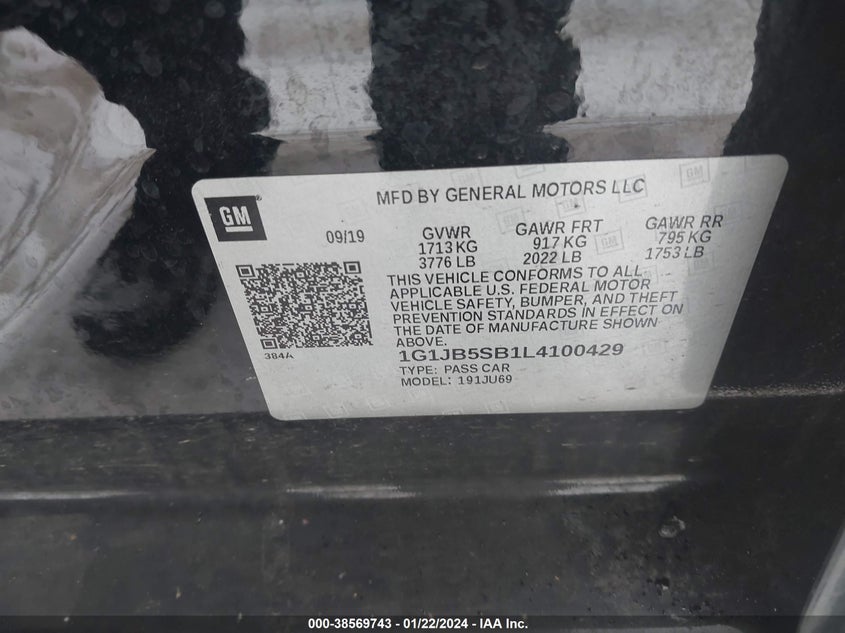 MFD BY GENERAL MOTORS LLC
GM
09/19
GVWR
1713 KG
3776 LB
GAWR FRT
917 KG
2022 LB
GAWR RR
795 KG
1753 LB
THIS VEHICLE CONFORMS TO ALL
APPLICABLE U.S. FEDERAL MOTOR
VEHICLE SAFETY, BUMPER, AND THEFT
PREVENTION STANDARDS IN EFFECT ON
THE DATE OF MANUFACTURE SHOWN
ABOVE.
384A
1G1JB5SB1L4100429
TYPE: PASS CAR
MODEL: 191JU69
000-38569743 - 01/22/2024 - IAA Inc.